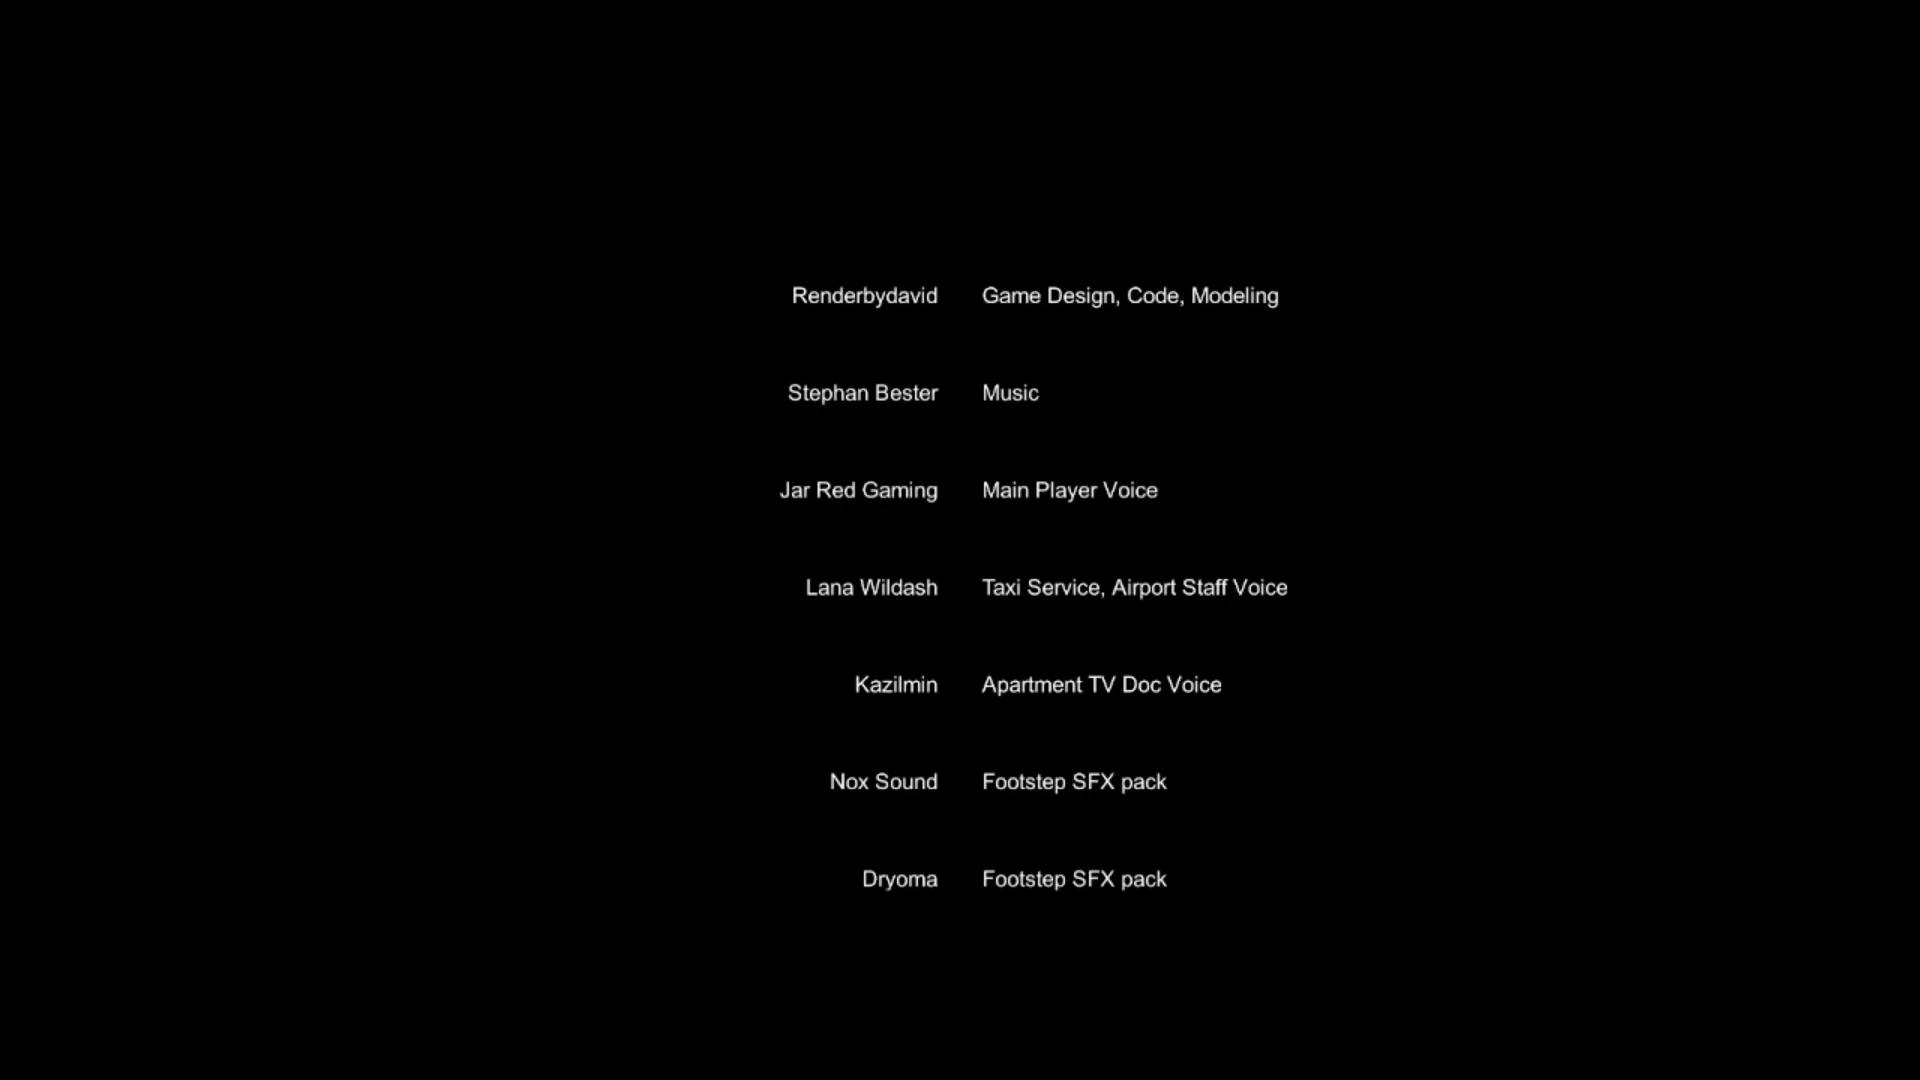 Renderbydavid Game Design, Code, Modeling
Stephan Bester Music
Jar Red Gaming Main Player Voice
Lana Wildash Taxi Service, Airport Staff Voice
Kazilmin Apartment TV Doc Voice
Nox Sound Footstep SFX pack
Dryoma Footstep SFX pack